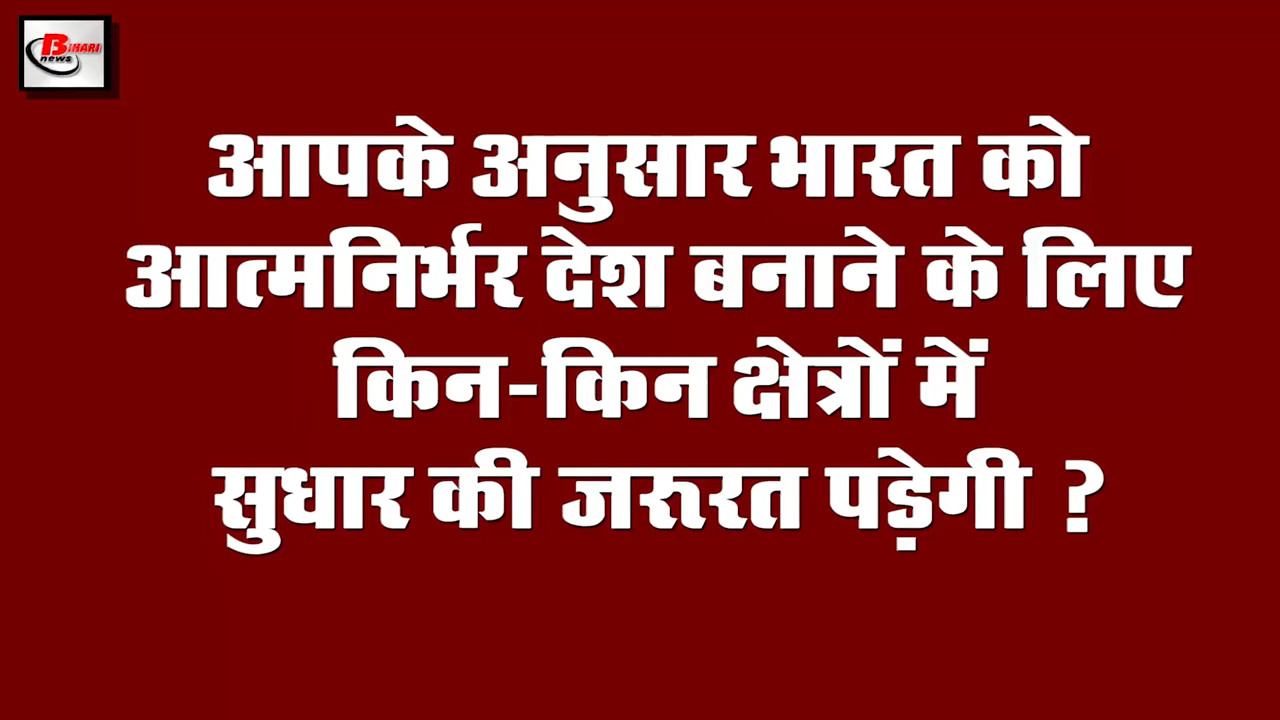 BIHARI
news
आपके अनुसार भारत को
आत्मनिर्भर देश बनाने के लिए
किन-किन क्षेत्रों में
सुधार की जरूरत पड़ेगी ?